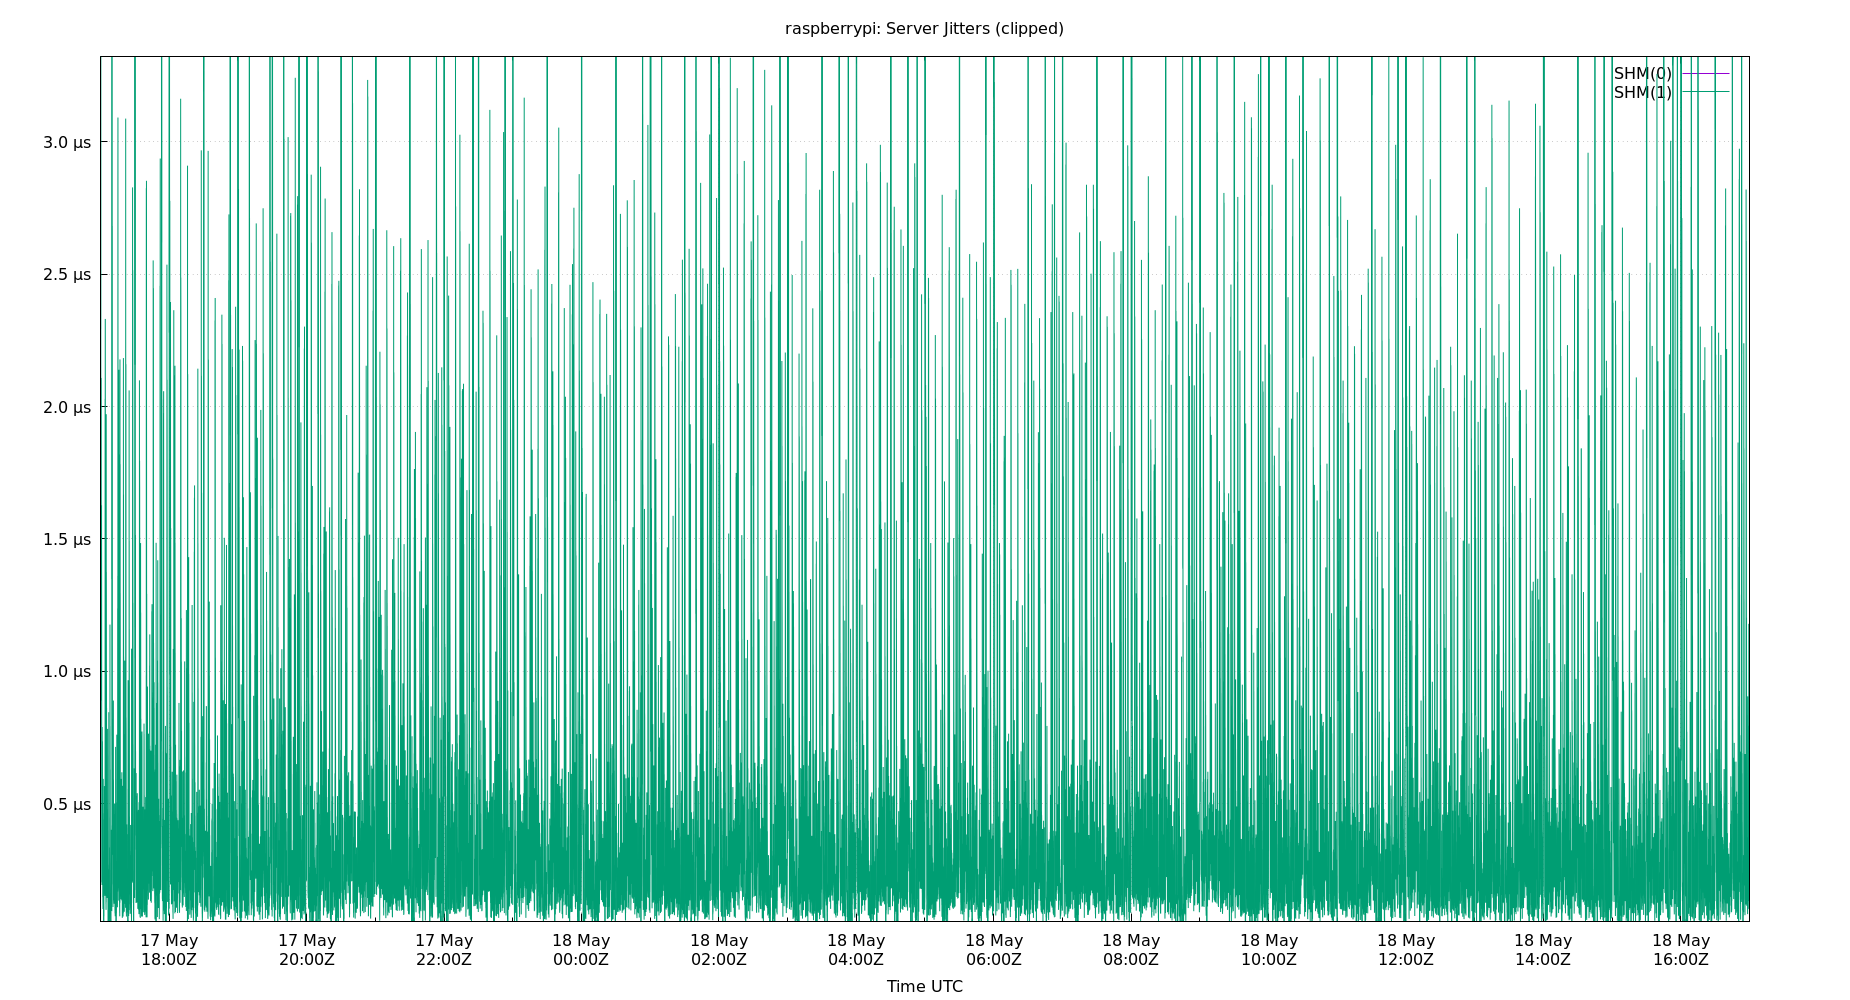 raspberrypi: Server Jitters (clipped)
SHM(0)
SHM(1)
3.0 µs
2.5 µs
2.0 µs
1.5 µs
1.0 µs
0.5 µs
17 May 17 May 17 May 18 May 18 May 18 May 18 May 18 May 18 May 18 May 18 May 18 May
18:00Z 20:00Z 22:00Z 00:00Z 02:00Z 04:00Z 06:00Z 08:00Z 10:00Z 12:00Z 14:00Z 16:00Z
Time UTC